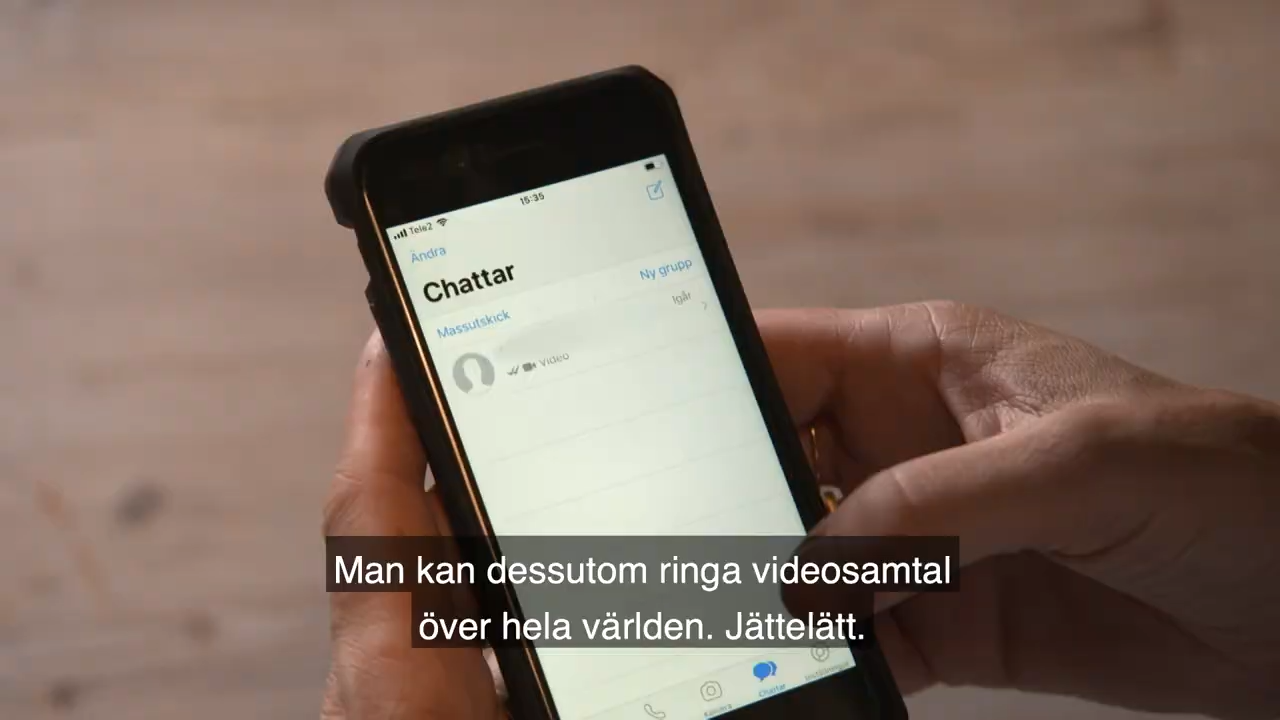 15:35
Tele2
Ändra
Chattar
Ny grupp
Massutskick
Igår
Video
Man kan dessutom ringa videosamtal
över hela världen. Jättelätt.
Kamera
Chattar
Inställningar